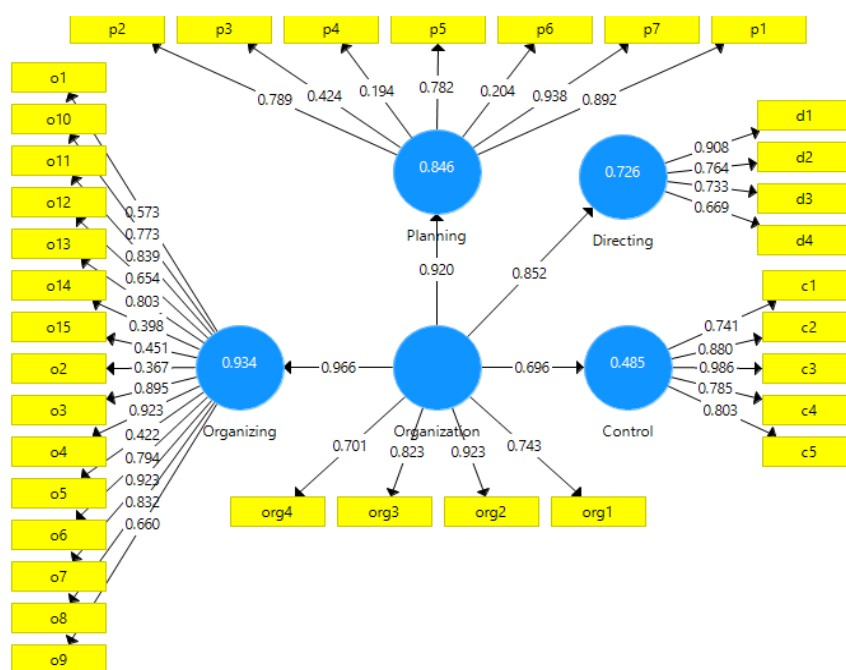 p2 p3 p4 p5 p6 p7 p1
o1
o10
o11
o12
o13
o14
o15
o2
o3
o4
o5
o6
o7
o8
o9
0.789 0.424 0.194 0.782 0.204 0.938 0.892
0.846
Planning
0.920
0.726
Directing
0.852
0.908
0.764
0.733
0.669
d1
d2
d3
d4
0.573
0.773
0.839
0.654
0.803
0.398
0.451
0.367
0.895
0.923
0.422
0.794
0.923
0.832
0.660
0.934
Organizing
0.966
Organization
0.696
0.485
Control
0.741
0.880
0.986
0.785
0.803
c1
c2
c3
c4
c5
0.701 0.823 0.923 0.743
org4 org3 org2 org1